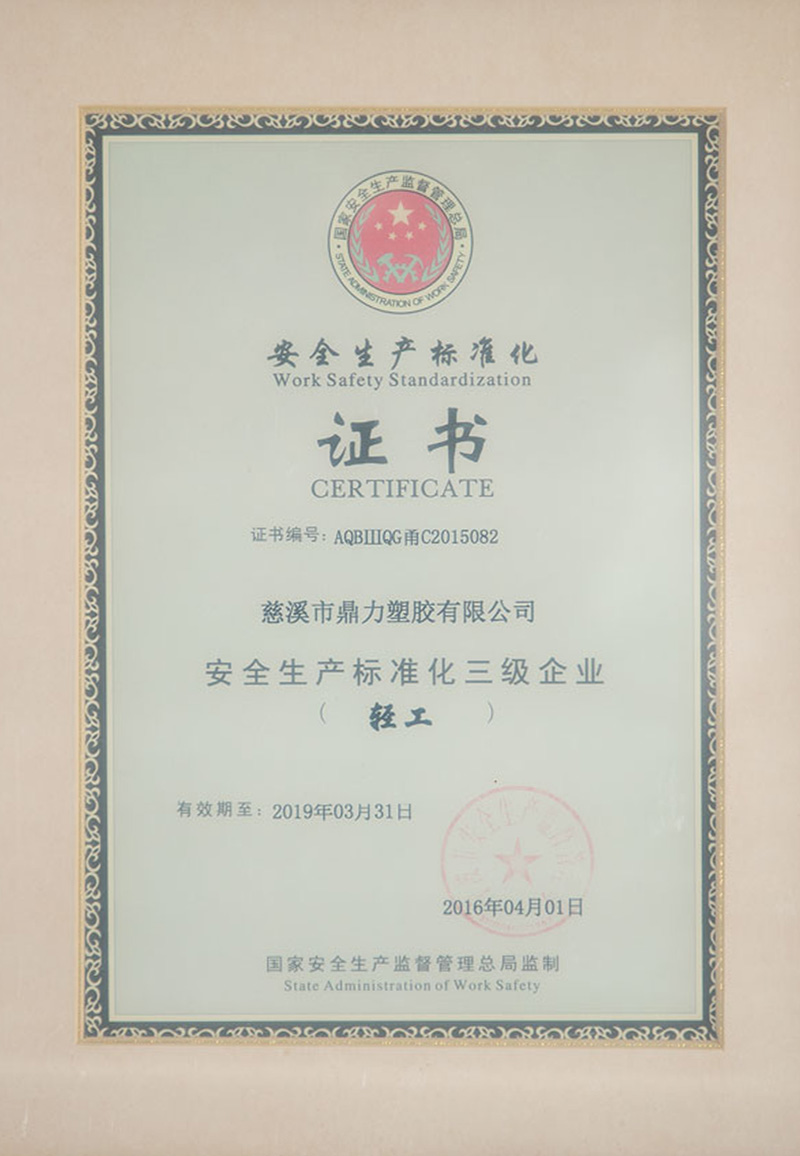 国家安全生产监督管理总局
STATE ADMINISTRATION OF WORK SAFETY
安全生产标准化
Work Safety Standardization
证书
CERTIFICATE
证书编号：AQBIIIQG甬C2015082
慈溪市鼎力塑胶有限公司
安全生产标准化三级企业
（ 轻工 ）
有效期至：2019年03月31日
安全生产
2016年04月01日
国家安全生产监督管理总局监制
State Administration of Work Safety